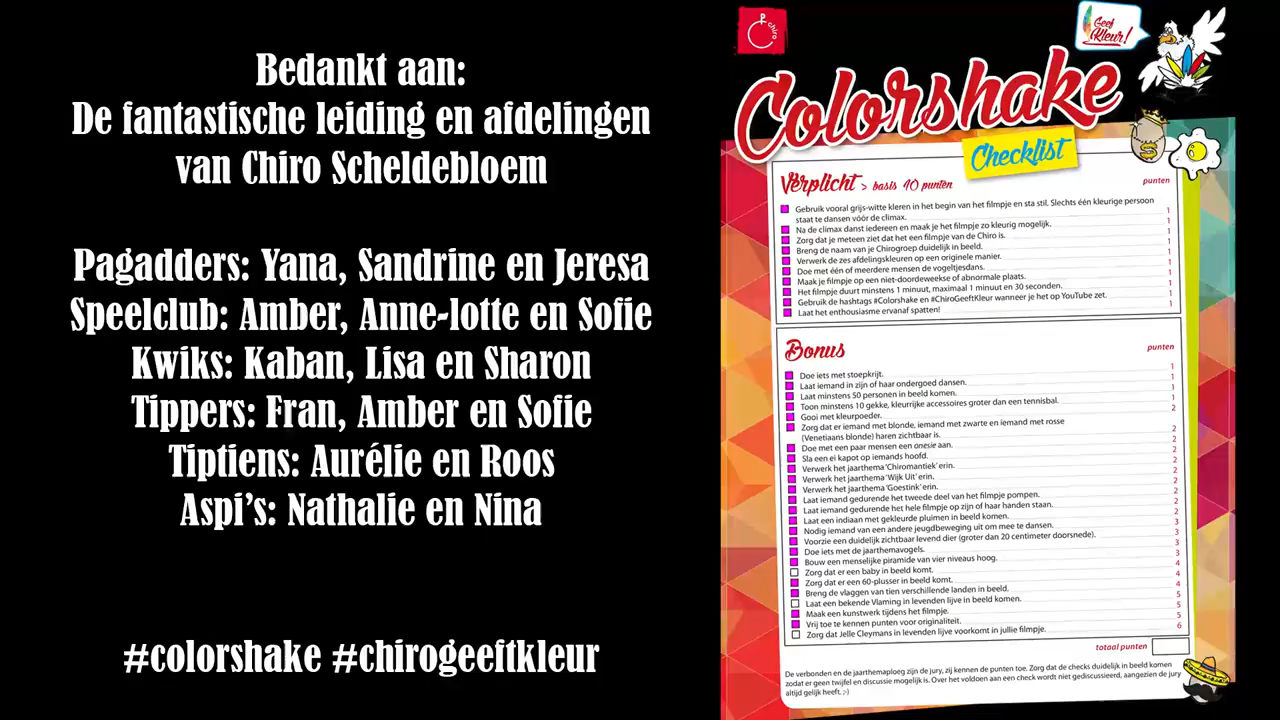 Bedankt aan:
De fantastische leiding en afdelingen
van Chiro Scheldebloem
Pagadders: Yana, Sandrine en Jeresa
Speelclub: Amber, Anne-lotte en Sofie
Kwiks: Kaban, Lisa en Sharon
Tippers: Fran, Amber en Sofie
Tiptiens: Aurélie en Roos
Aspi’s: Nathalie en Nina
#colorshake #chirogeeftkleur
chiro
Geef
Kleur!
Colorshake
Checklist
Verplicht > basis 40 punten
punten
Gebruik vooral grijs-witte kleren in het begin van het filmpje en sta stil. Slechts één kleurige persoon
staat te dansen vóór de climax. 1
Na de climax danst iedereen en maak je het filmpje zo kleurig mogelijk. 1
Zorg dat je meteen ziet dat het een filmpje van de Chiro is. 1
Breng de naam van je Chirogroep duidelijk in beeld. 1
Verwerk de zes afdelingskleuren op een originele manier. 1
Doe met één of meerdere mensen de vogeltjesdans. 1
Maak je filmpje op een niet-doordeweekse of abnormale plaats. 1
Het filmpje duurt minstens 1 minuut, maximaal 1 minuut en 30 seconden. 1
Gebruik de hashtags #Colorshake en #ChiroGeeftKleur wanneer je het op YouTube zet. 1
Laat het enthousiasme ervanaf spatten! 1
Bonus
punten
Doe iets met stoepkrijt. 1
Laat iemand in zijn of haar ondergoed dansen. 1
Laat minstens 50 personen in beeld komen. 1
Toon minstens 10 gekke, kleurrijke accessoires groter dan een tennisbal. 1
Gooi met kleurpoeder. 2
Zorg dat er iemand met blonde, iemand met zwarte en iemand met rosse
(Venetiaans blonde) haren zichtbaar is. 2
Doe met een paar mensen een onesie aan. 2
Sla een ei kapot op iemands hoofd. 2
Verwerk het jaarthema ‘Chiromantiek’ erin. 2
Verwerk het jaarthema ‘Wijk Uit’ erin. 2
Verwerk het jaarthema ‘Goestink’ erin. 2
Laat iemand gedurende het tweede deel van het filmpje pompen. 2
Laat iemand gedurende het hele filmpje op zijn of haar handen staan. 2
Laat een indiaan met gekleurde pluimen in beeld komen. 2
Nodig iemand van een andere jeugdbeweging uit om mee te dansen. 3
Voorzie een duidelijk zichtbaar levend dier (groter dan 20 centimeter doorsnede). 3
Doe iets met de jaarthemavogels. 3
Bouw een menselijke piramide van vier niveaus hoog. 3
Zorg dat er een baby in beeld komt. 4
Zorg dat er een 60-plusser in beeld komt. 4
Breng de vlaggen van tien verschillende landen in beeld. 4
Laat een bekende Vlaming in levenden lijve in beeld komen. 5
Maak een kunstwerk tijdens het filmpje. 5
Vrij toe te kennen punten voor originaliteit. 5
Zorg dat Jelle Cleymans in levenden lijve voorkomt in jullie filmpje. 6
totaal punten
De verbonden en de jaarthemaploeg zijn de jury, zij kennen de punten toe. Zorg dat de checks duidelijk in beeld komen
zodat er geen twijfel en discussie mogelijk is. Over het voldoen aan een check wordt niet gediscussieerd, aangezien de jury
altijd gelijk heeft. ;-)